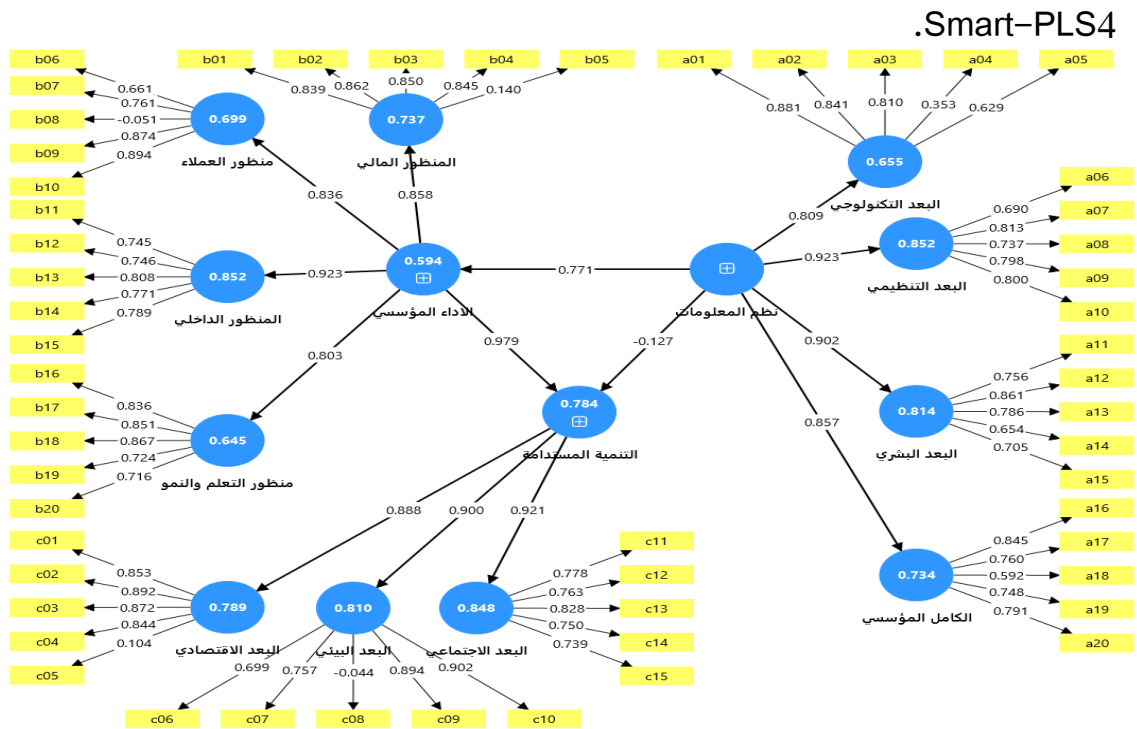 .Smart-PLS4
b06 b01 b02 b03 b04 b05 a01 a02 a03 a04 a05
b07
b08
b09
b10
0.661
0.761
-0.051
0.874
0.894
0.699
منظور العملاء
0.839 0.862 0.850 0.845 0.140
0.737
المنظور المالي
0.881 0.841 0.810 0.353 0.629
0.655
البعد التكنولوجي
0.836 0.858 0.809
a06
a07
a08
a09
a10
0.690
0.813
0.737
0.798
0.800
0.852
البعد التنظيمي
0.923
b11
b12
b13
b14
b15
0.745
0.746
0.808
0.771
0.789
0.852
المنظور الداخلي
0.923
0.594
الاداء المؤسسي
0.771
نظم المعلومات
0.803 0.979 -0.127 0.902
0.857
a11
a12
a13
a14
a15
0.756
0.861
0.786
0.654
0.705
0.814
البعد البشري
b16
b17
b18
b19
b20
0.836
0.851
0.867
0.724
0.716
0.645
منظور التعلم والنمو
0.784
التنمية المستدامة
0.888 0.900 0.921
a16
a17
a18
a19
a20
0.845
0.760
0.592
0.748
0.791
0.734
الكامل المؤسسي
c01
c02
c03
c04
c05
0.853
0.892
0.872
0.844
0.104
0.789
البعد الاقتصادي
0.810
البعد البيئي
0.699 0.757 -0.044 0.894 0.902
c06 c07 c08 c09 c10
0.848
البعد الاجتماعي
0.778
0.763
0.828
0.750
0.739
c11
c12
c13
c14
c15